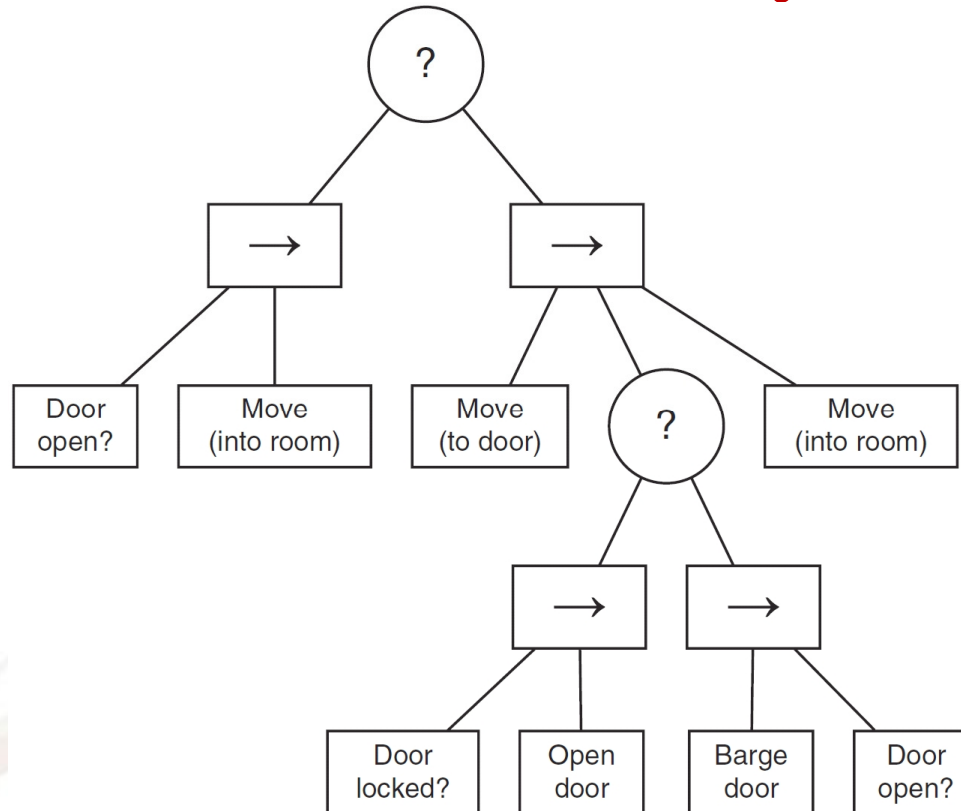 ?
→
→
Door
open?
Move
(into room)
Move
(to door)
?
Move
(into room)
→
→
Door
locked?
Open
door
Barge
door
Door
open?